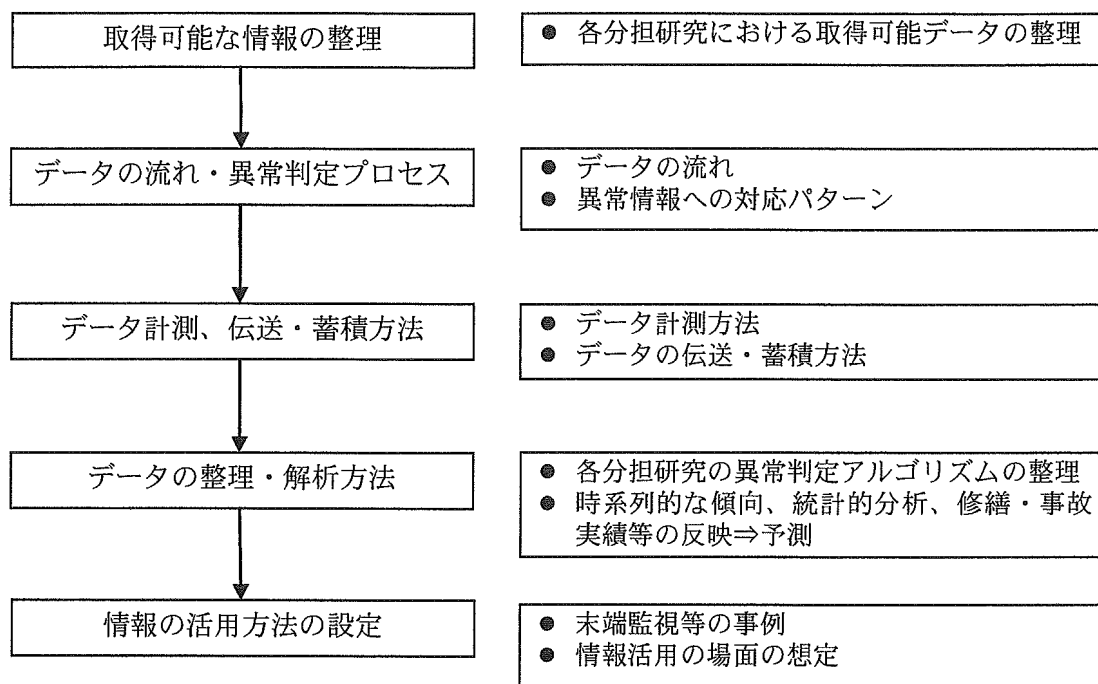 取得可能な情報の整理
● 各分担研究における取得可能データの整理
データの流れ・異常判定プロセス
● データの流れ
● 異常情報への対応パターン
データ計測、伝送・蓄積方法
● データ計測方法
● データの伝送・蓄積方法
データの整理・解析方法
● 各分担研究の異常判定アルゴリズムの整理
● 時系列的な傾向、統計的分析、修繕・事故
実績等の反映⇒予測
情報の活用方法の設定
● 末端監視等の事例
● 情報活用の場面の想定